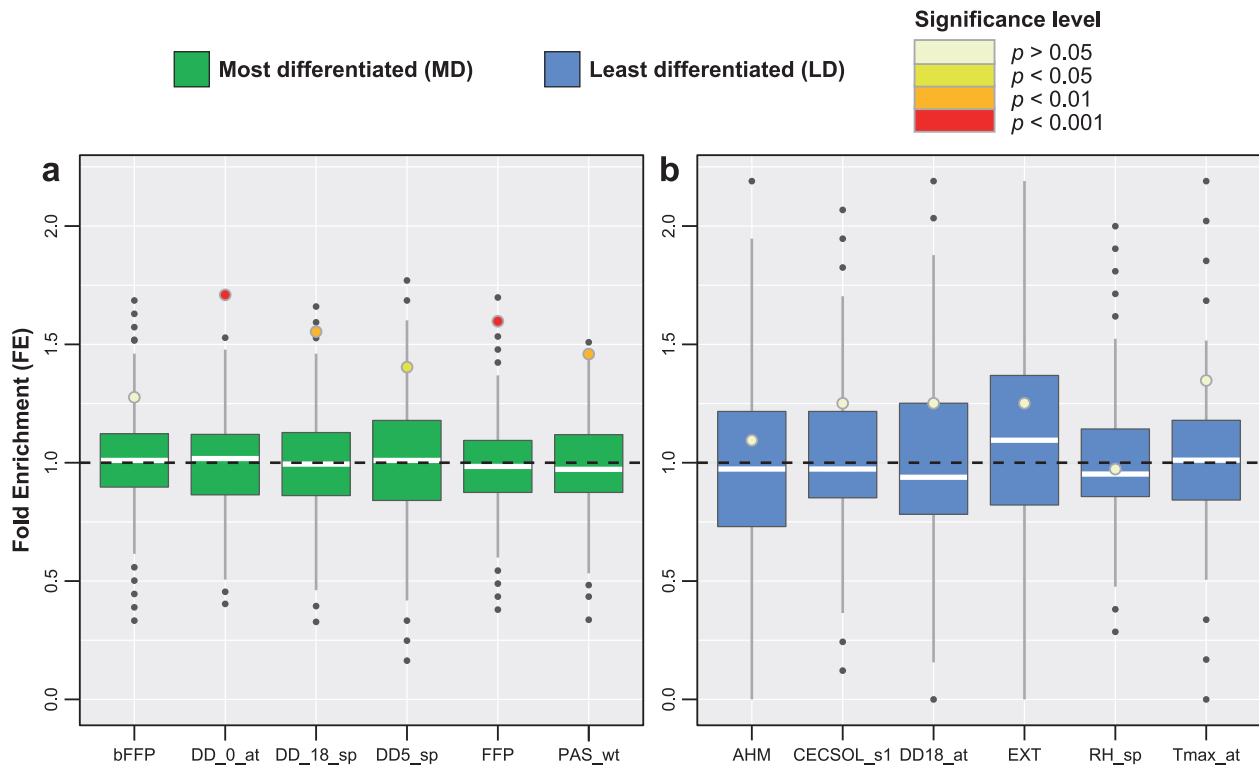 Significance level
Most differentiated (MD)
Least differentiated (LD)
p > 0.05
p < 0.05
p < 0.01
p < 0.001
a
b
Fold Enrichment (FE)
2.0
1.5
1.0
0.5
0.0
2.0
1.5
1.0
0.5
0.0
bFFP DD_0_at DD_18_sp DD5_sp FFP PAS_wt
AHM CECSOL_s1 DD18_at EXT RH_sp Tmax_at